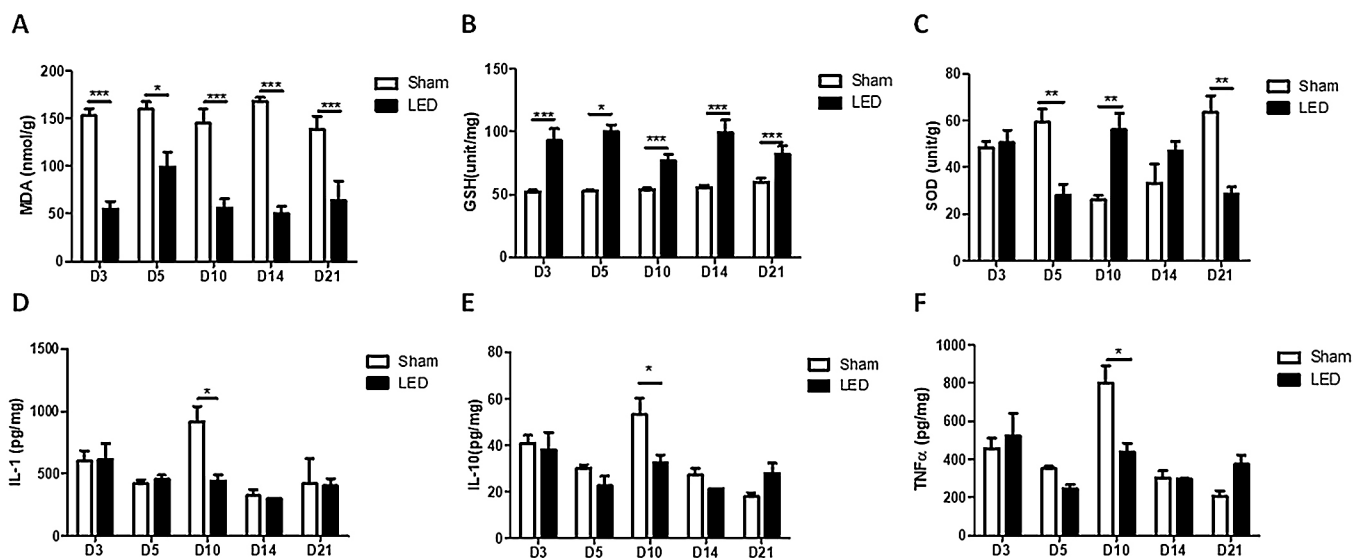 A
MDA (nmol/g)
200
150
100
50
0
*** * *** *** ***
D3 D5 D10 D14 D21
Sham
LED
B
GSH(unit/mg)
150
100
50
0
*** * *** *** ***
D3 D5 D10 D14 D21
Sham
LED
C
SOD (unit/g)
80
60
40
20
0
** ** **
D3 D5 D10 D14 D21
Sham
LED
D
IL-1 (pg/mg)
1500
1000
500
0
*
D3 D5 D10 D14 D21
Sham
LED
E
IL-10(pg/mg)
80
60
40
20
0
*
D3 D5 D10 D14 D21
Sham
LED
F
TNFα (pg/mg)
1000
800
600
400
200
0
*
D3 D5 D10 D14 D21
Sham
LED